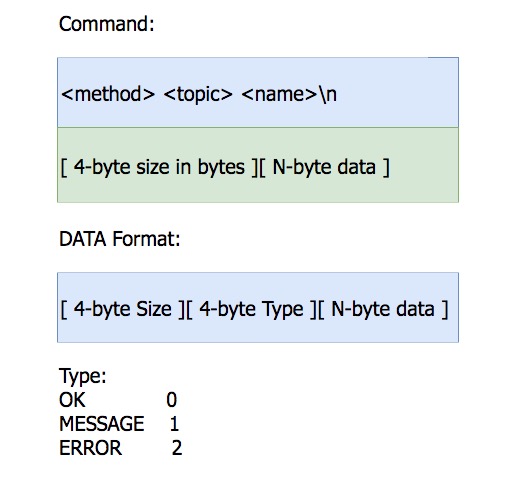 Command:
<method> <topic> <name>\n
[ 4-byte size in bytes ][ N-byte data ]
DATA Format:
[ 4-byte Size ][ 4-byte Type ][ N-byte data ]
Type:
OK 0
MESSAGE 1
ERROR 2